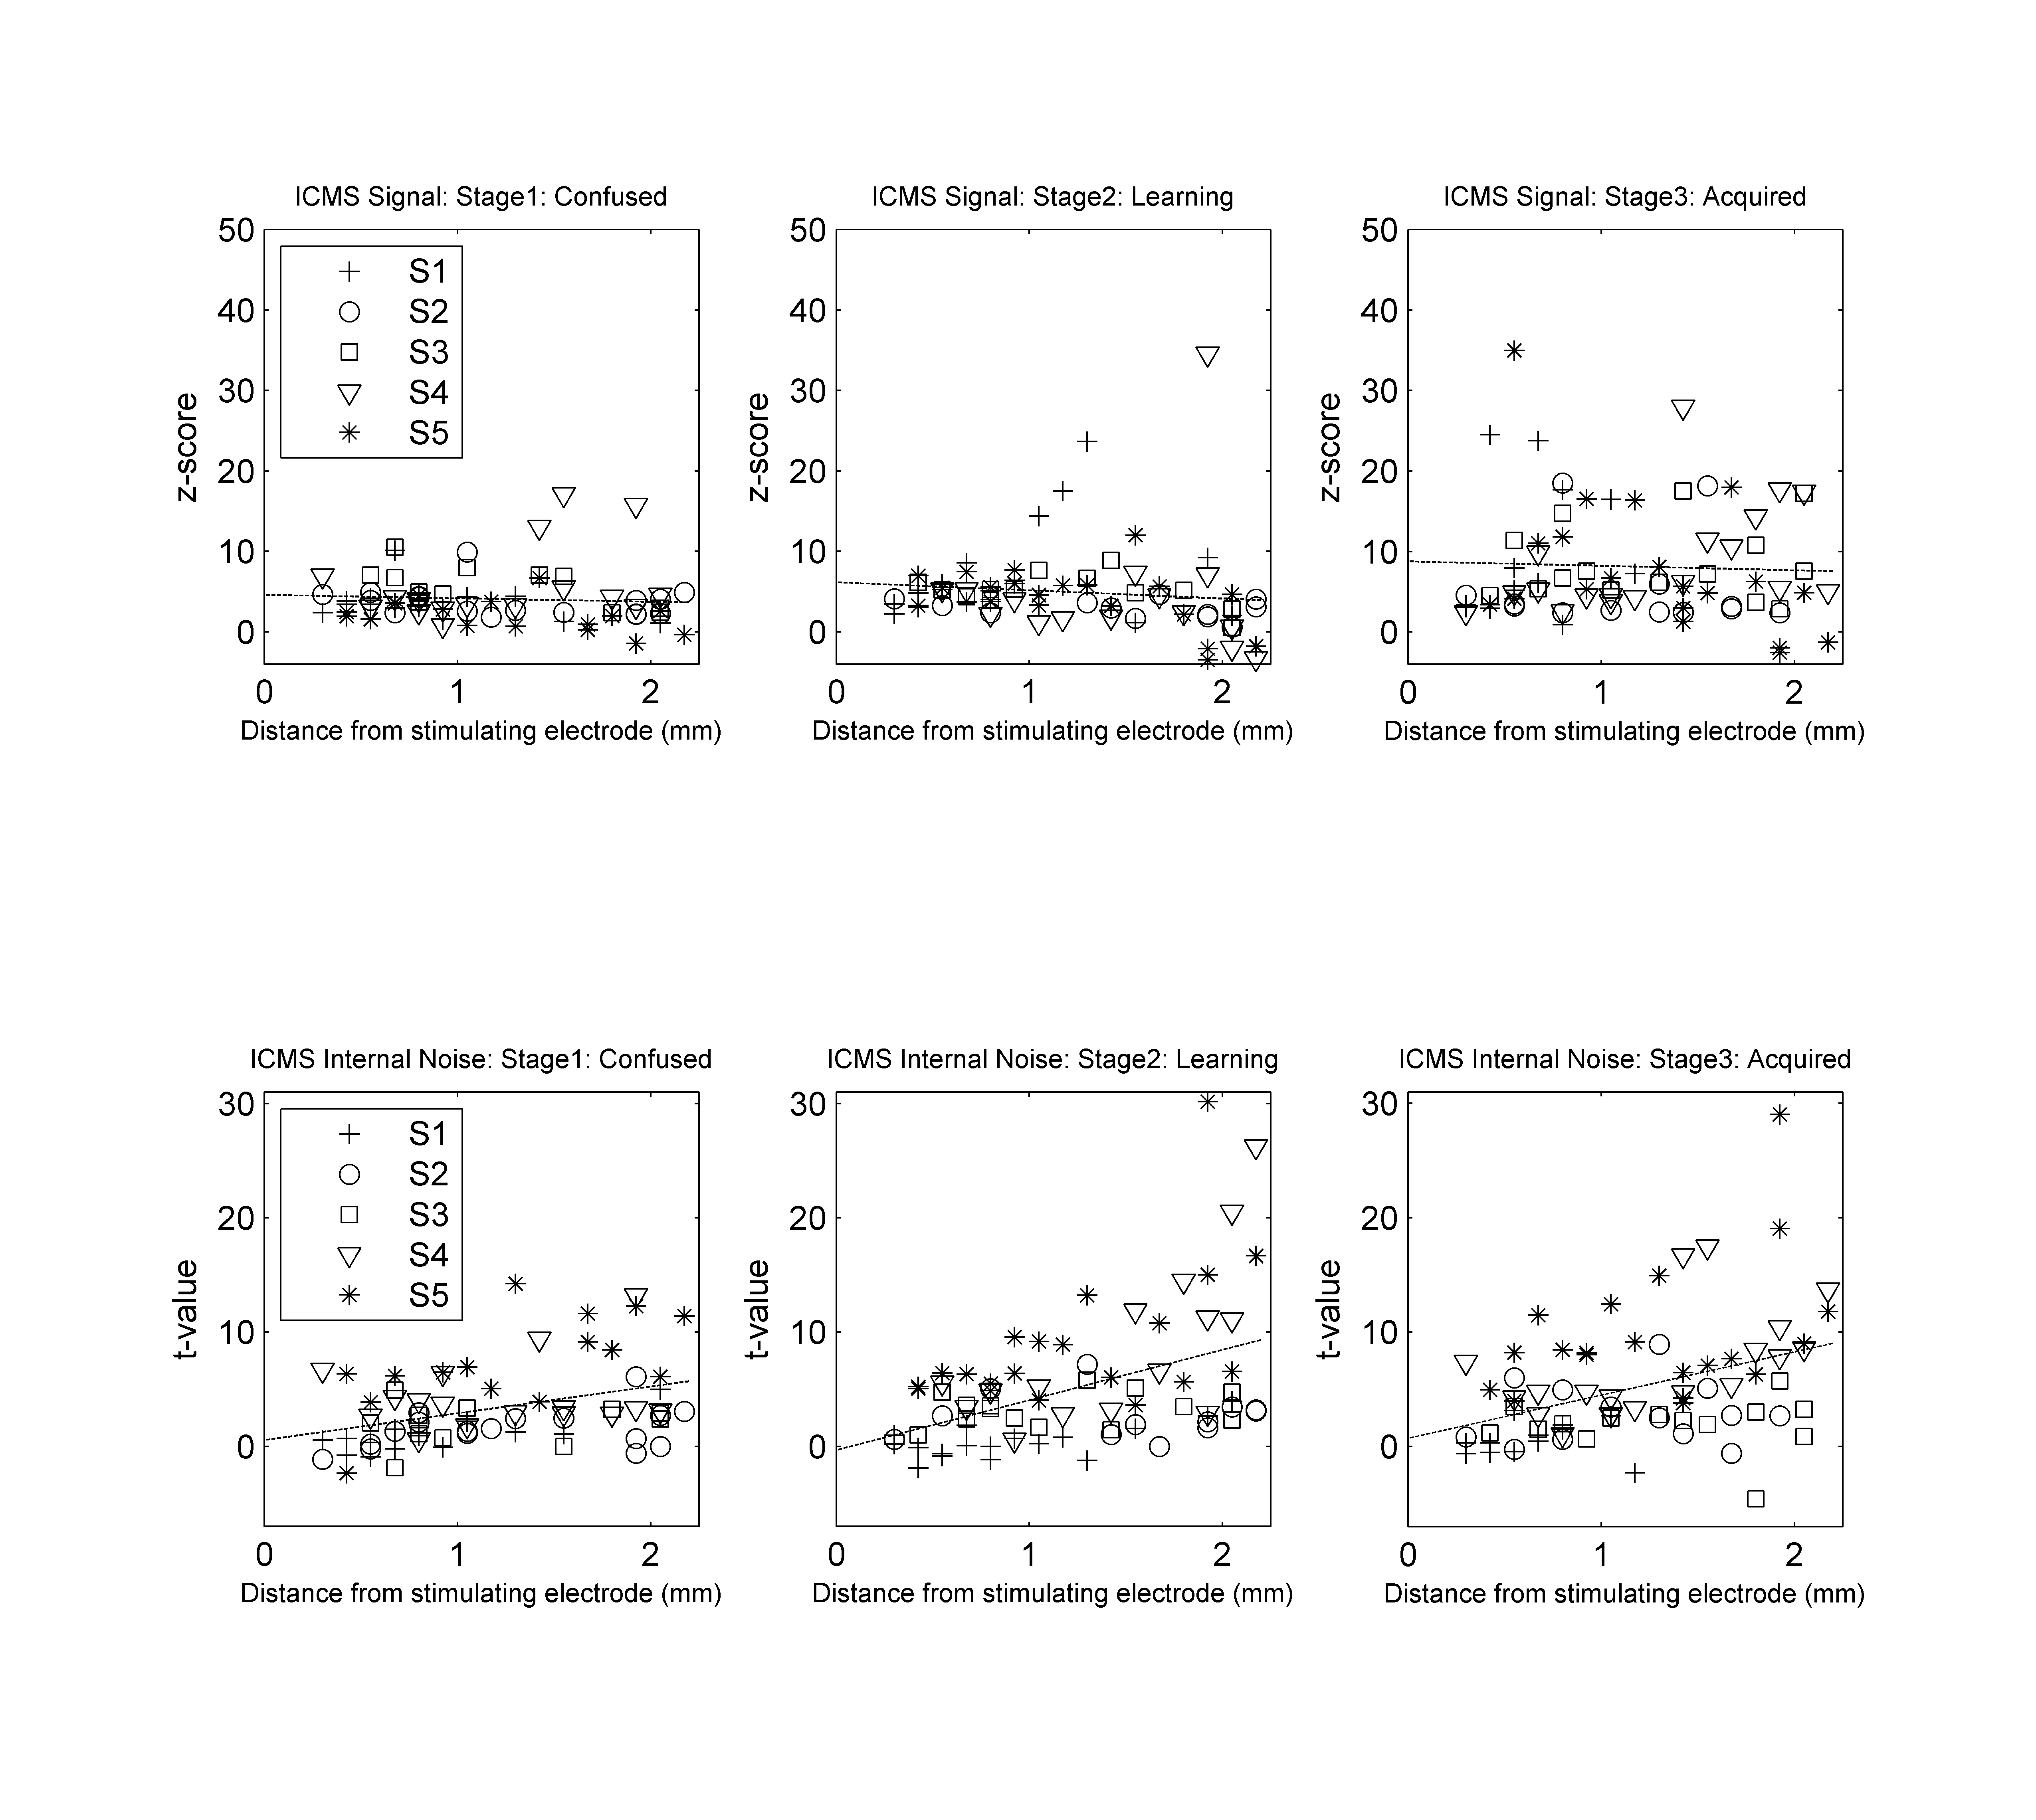 ICMS Signal: Stage1: Confused
ICMS Signal: Stage2: Learning
ICMS Signal: Stage3: Acquired
50
40
30
20
10
0
z-score
S1
S2
S3
S4
S5
0 1 2
Distance from stimulating electrode (mm)
50
40
30
20
10
0
z-score
0 1 2
Distance from stimulating electrode (mm)
50
40
30
20
10
0
z-score
0 1 2
Distance from stimulating electrode (mm)
ICMS Internal Noise: Stage1: Confused
ICMS Internal Noise: Stage2: Learning
ICMS Internal Noise: Stage3: Acquired
30
20
10
0
t-value
S1
S2
S3
S4
S5
0 1 2
Distance from stimulating electrode (mm)
30
20
10
0
t-value
0 1 2
Distance from stimulating electrode (mm)
30
20
10
0
t-value
0 1 2
Distance from stimulating electrode (mm)